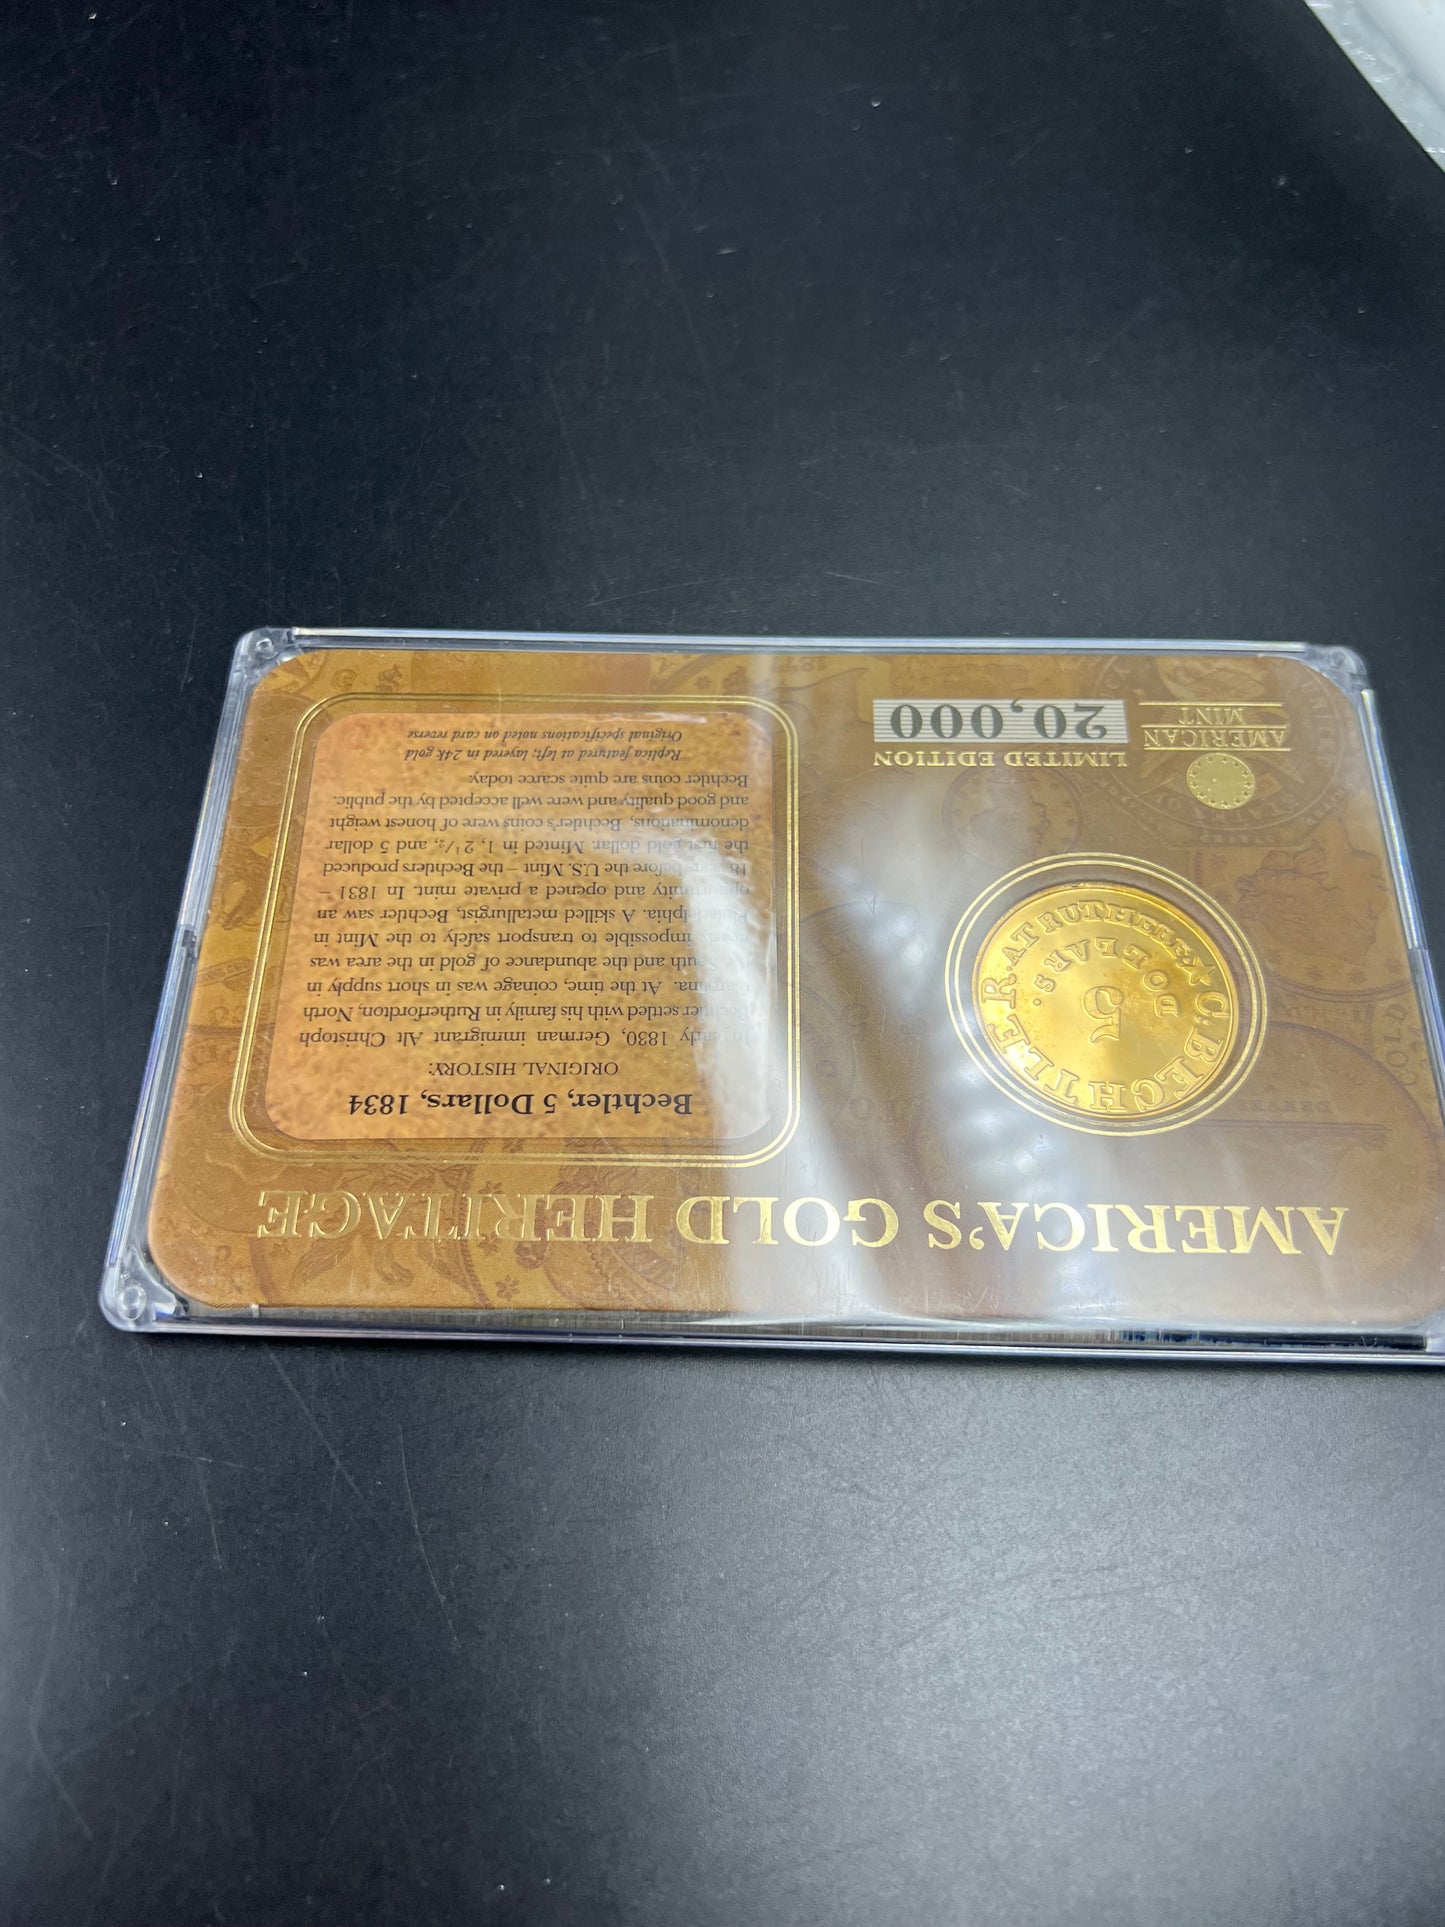 AMERICA'S GOLD HERITAGE
C. BECHTLER. AT RUTHERF:
5
DOLLARS.
AMERICAN
MINT
LIMITED EDITION
20,000
Bechtler, 5 Dollars, 1834
ORIGINAL HISTORY:
In early 1830, German immigrant Alt Christoph
Bechtler settled with his family in Rutherfordton, North
Carolina. At the time, coinage was in short supply in
South and the abundance of gold in the area was
impossible to transport safely to the Mint in
Philadelphia. A skilled metallurgist, Bechtler saw an
opportunity and opened a private mint. In 1831 –
18 years before the U.S. Mint – the Bechtlers produced
the first gold dollar. Minted in 1, 2 1/2, and 5 dollar
denominations, Bechtler's coins were of honest weight
and good quality and were well accepted by the public.
Bechtler coins are quite scarce today.
Replica featured at left; layered in 24k gold
Original specifications noted on card reverse